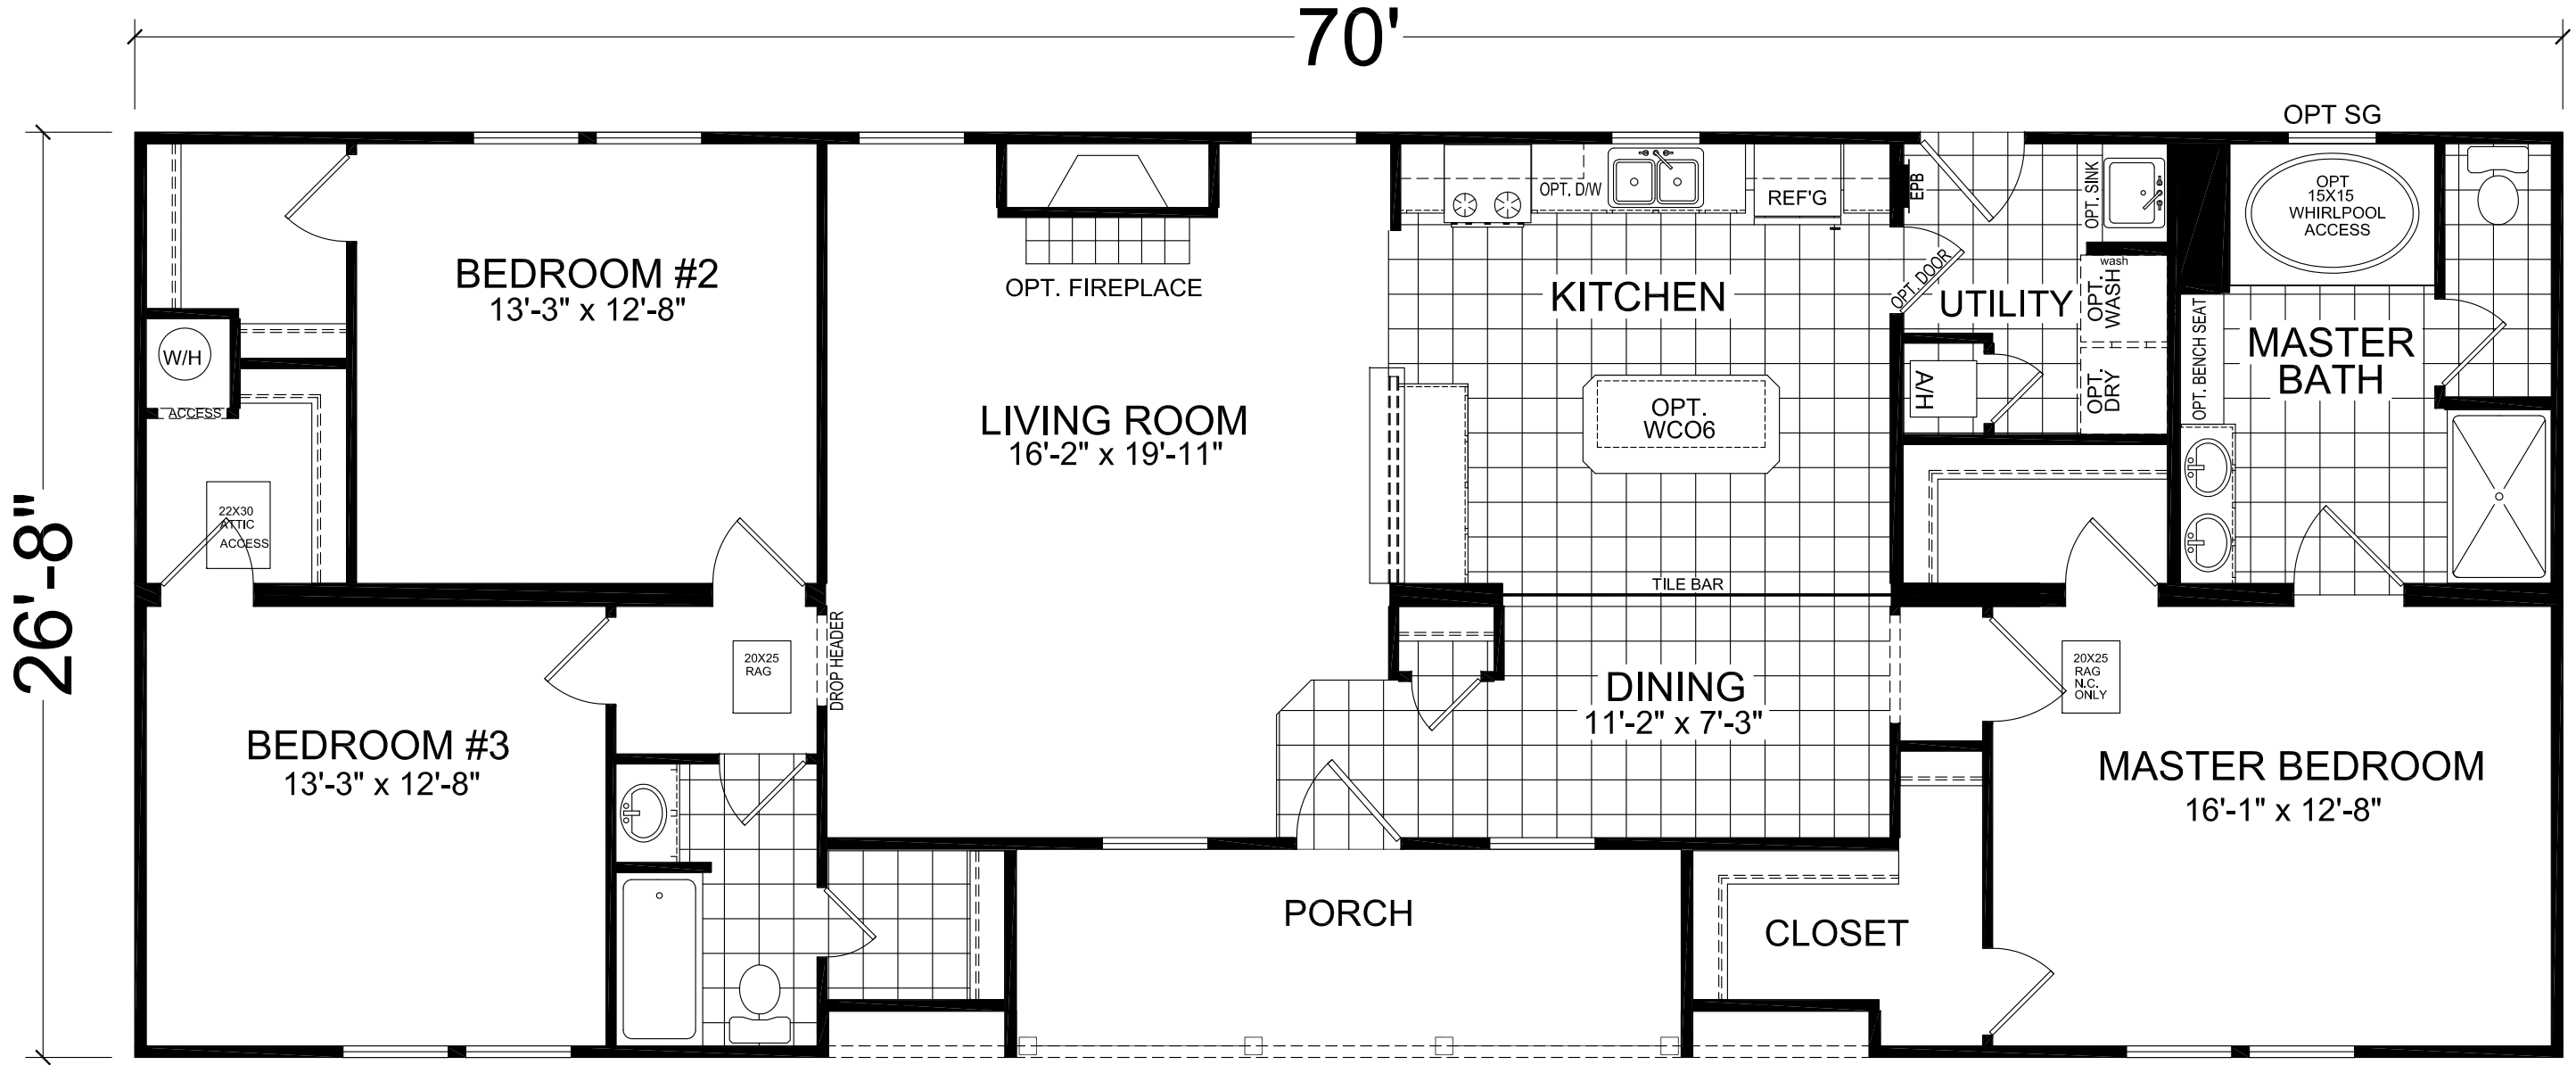 70'
26'-8"
OPT SG
BEDROOM #2
13'-3" x 12'-8"
W/H
ACCESS
22X30
ATTIC
ACCESS
OPT. FIREPLACE
LIVING ROOM
16'-2" x 19'-11"
OPT. D/W
REF'G
KITCHEN
OPT.
WCO6
TILE BAR
EPB
OPT. DOOR
UTILITY
OPT. SINK
wash
OPT.
WASH
OPT.
DRY
A/H
OPT
15X15
WHIRLPOOL
ACCESS
OPT. BENCH SEAT
MASTER
BATH
BEDROOM #3
13'-3" x 12'-8"
20X25
RAG
DROP HEADER
DINING
11'-2" x 7'-3"
20X25
RAG
N.C.
ONLY
MASTER BEDROOM
16'-1" x 12'-8"
PORCH
CLOSET